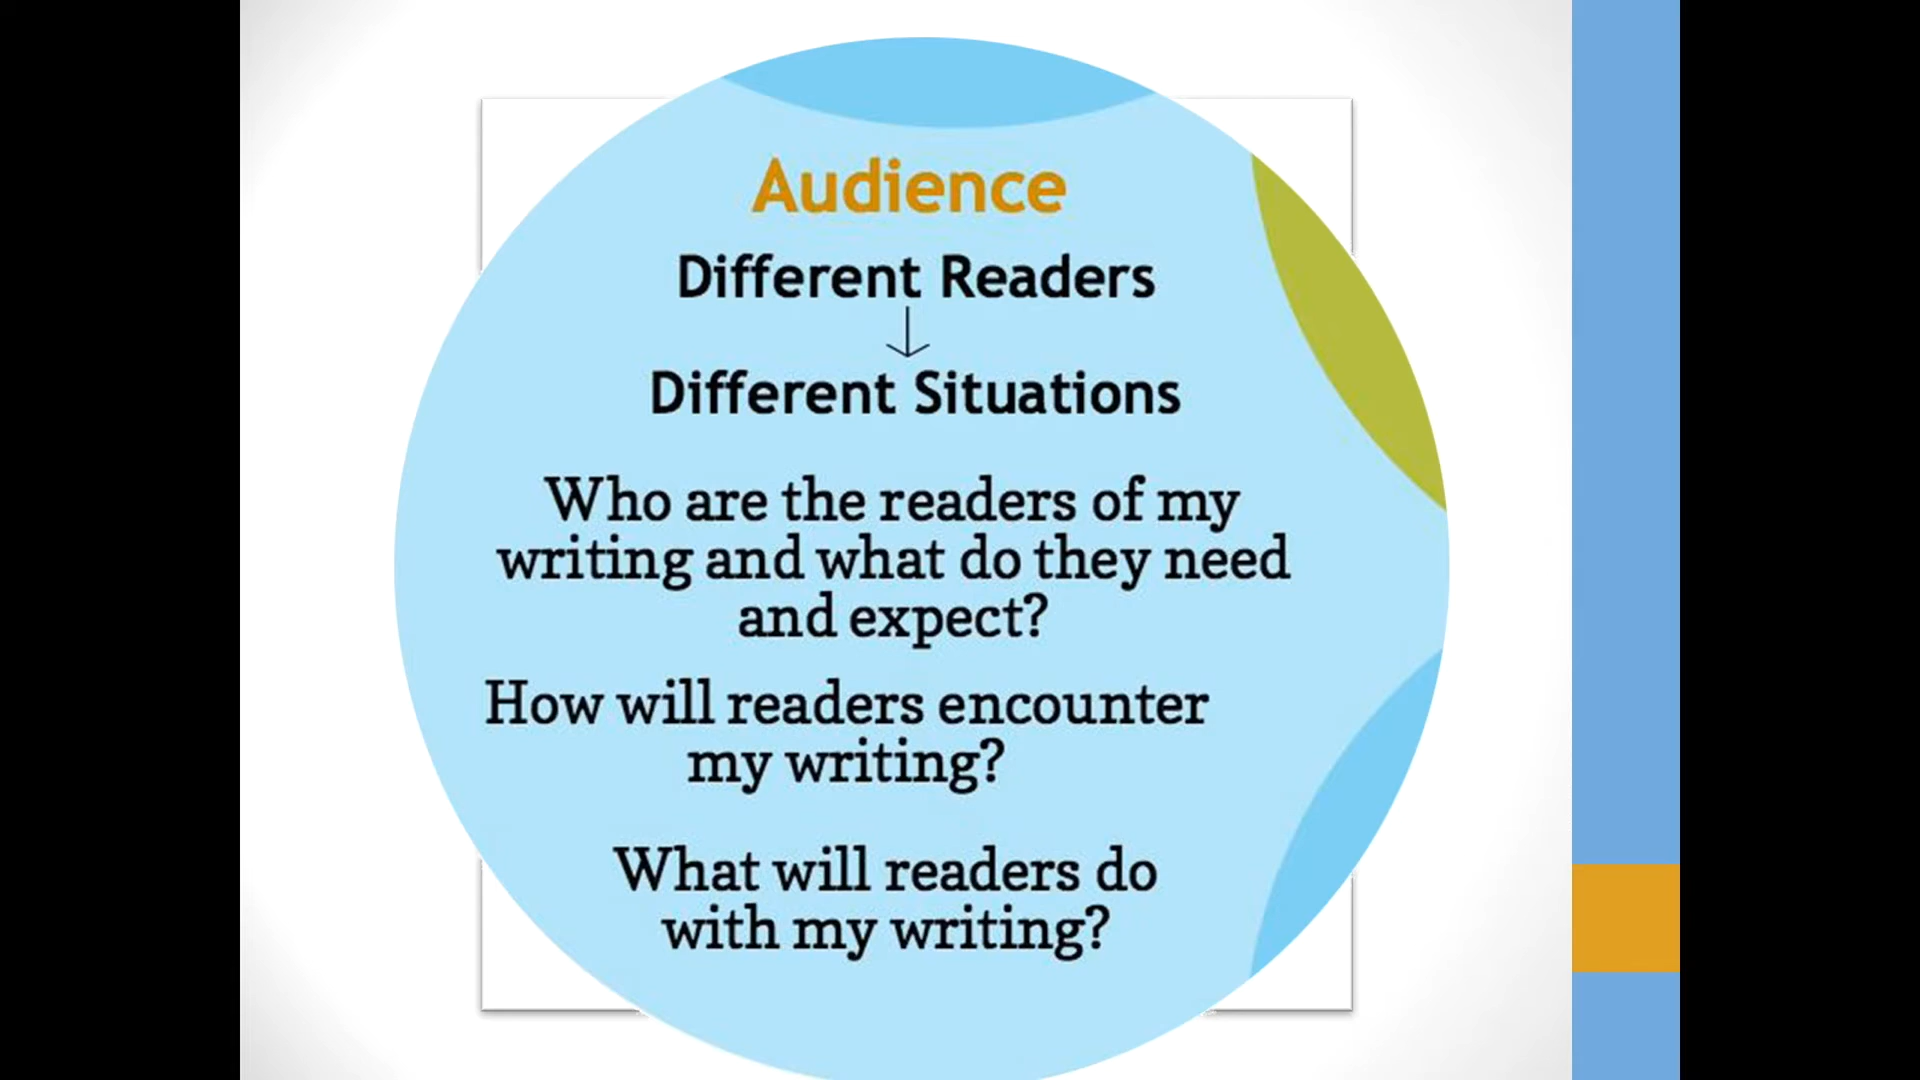 Audience
Different Readers
Different Situations
Who are the readers of my
writing and what do they need
and expect?
How will readers encounter
my writing?
What will readers do
with my writing?